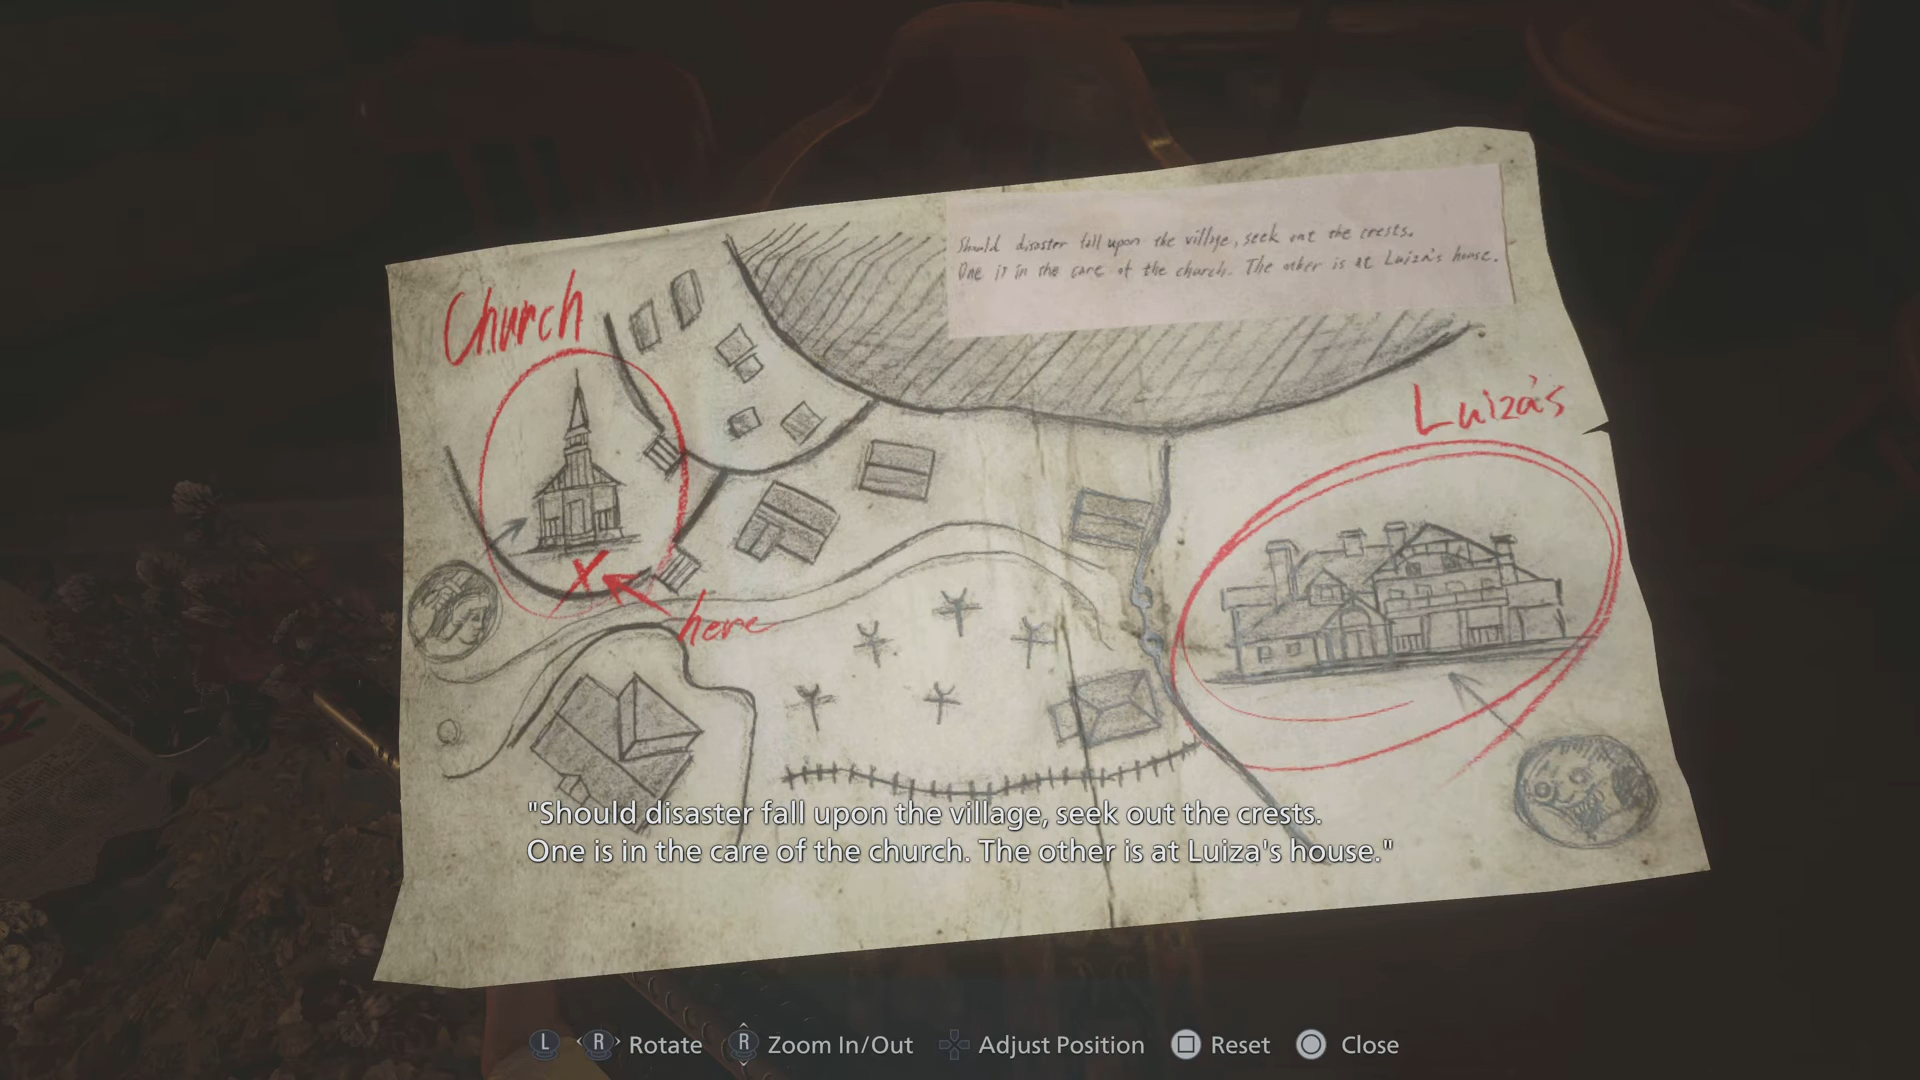 Should disaster fall upon the village, seek out the crests.
One is in the care of the church. The other is at Luiza's house.
Church
Luiza's
X
here
"Should disaster fall upon the village, seek out the crests.
One is in the care of the church. The other is at Luiza's house."
L R Rotate R Zoom In/Out Adjust Position Reset Close